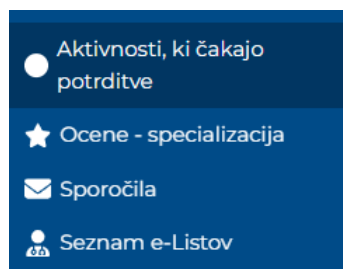 Aktivnosti, ki čakajo
potrditve
Ocene - specializacija
Sporočila
Seznam e-Listov